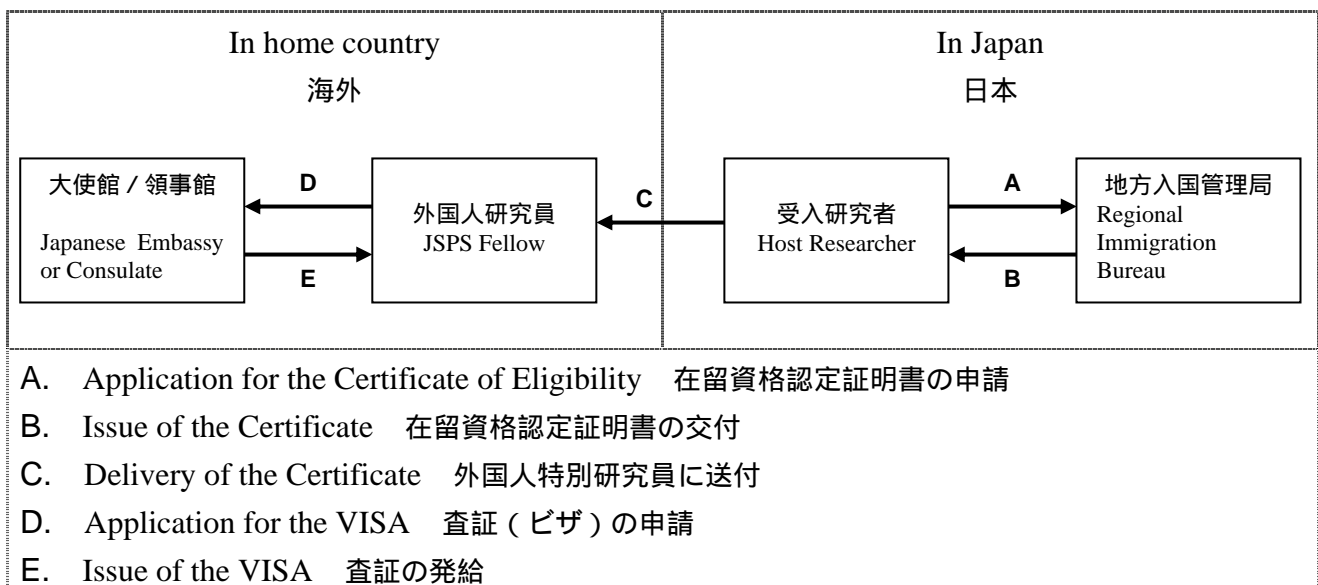 In home country
海外
In Japan
日本
大使館 / 領事館
Japanese Embassy
or Consulate
D
E
外国人研究員
JSPS Fellow
C
受入研究者
Host Researcher
A
B
地方入国管理局
Regional
Immigration
Bureau
A. Application for the Certificate of Eligibility 在留資格認定証明書の申請
B. Issue of the Certificate 在留資格認定証明書の交付
C. Delivery of the Certificate 外国人特別研究員に送付
D. Application for the VISA 査証(ビザ)の申請
E. Issue of the VISA 査証の発給